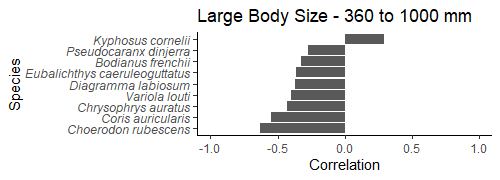 Large Body Size - 360 to 1000 mm
Species
Kyphosus cornelii
Pseudocaranx dinjerra
Bodianus frenchii
Eubalichthys caeruleoguttatus
Diagramma labiosum
Variola louti
Chrysophrys auratus
Coris auricularis
Choerodon rubescens
-1.0 -0.5 0.0 0.5 1.0
Correlation